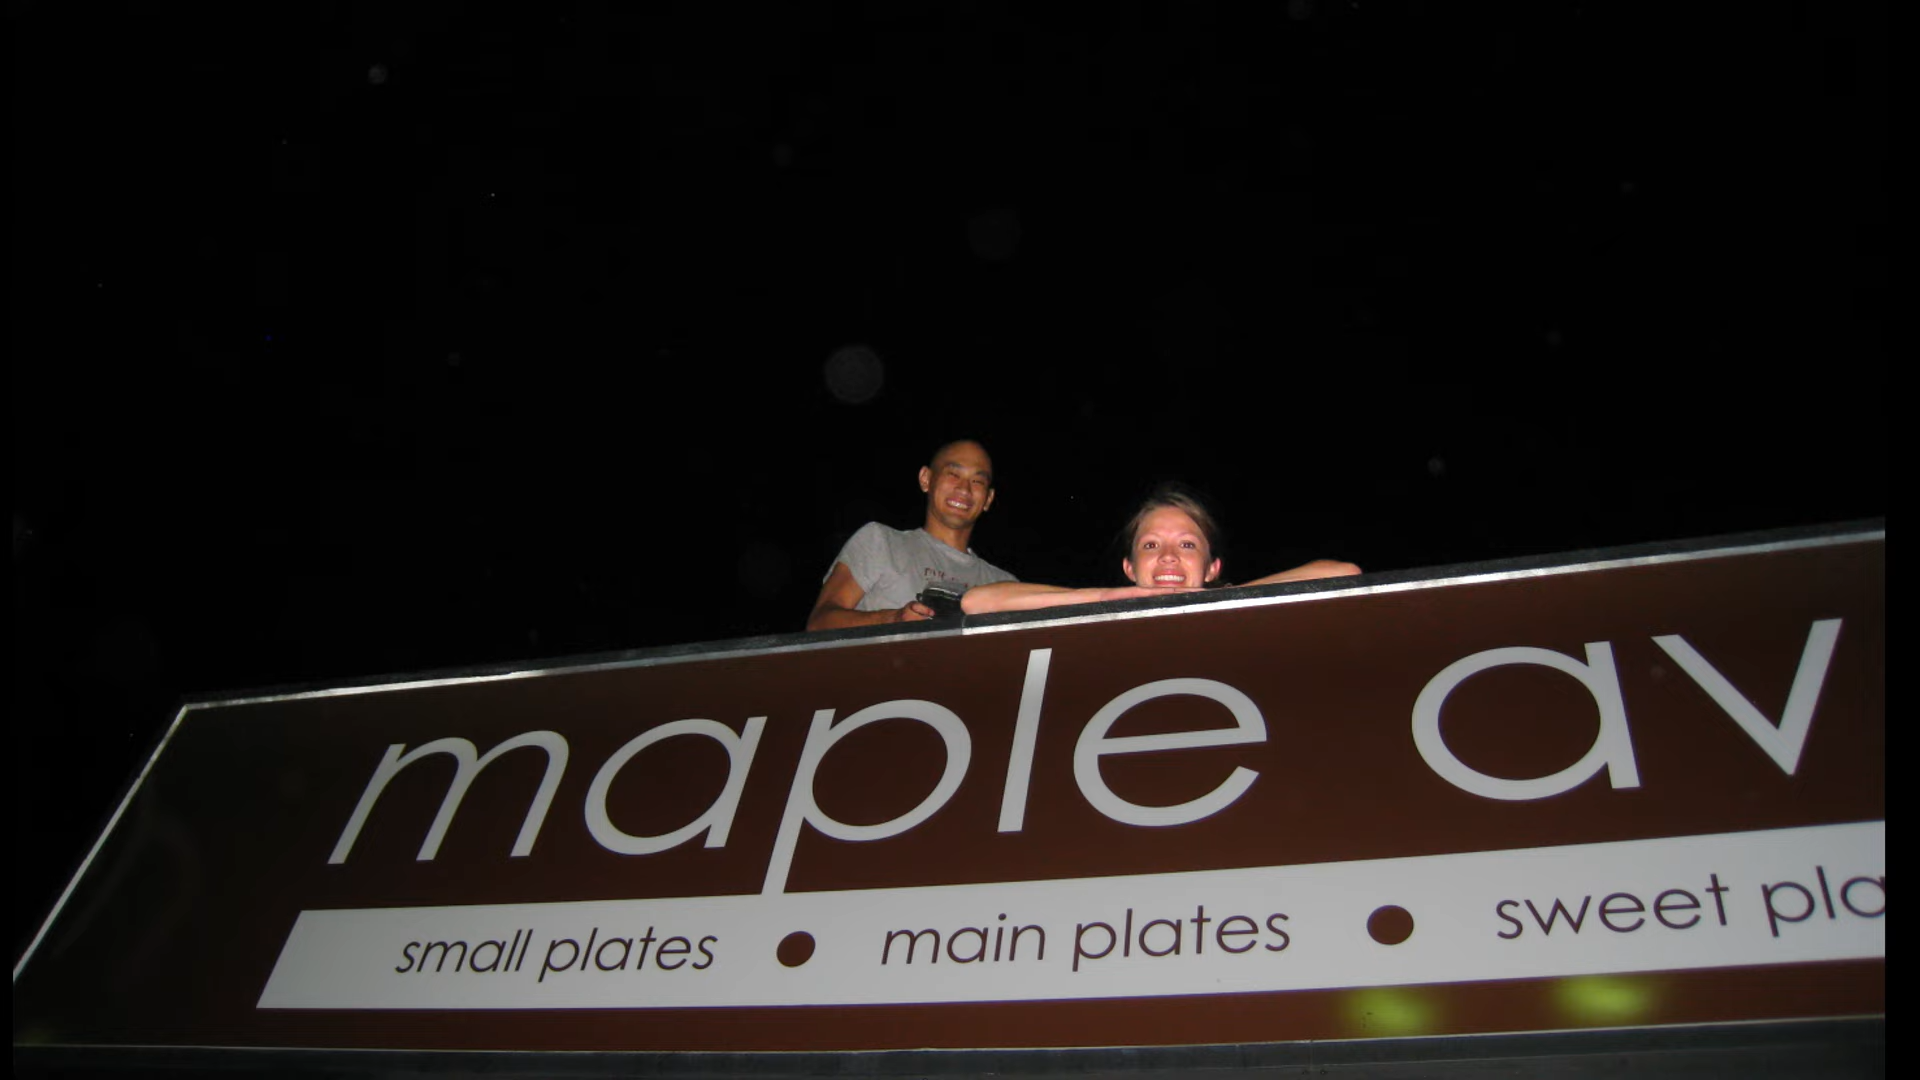 maple av
small plates • main plates • sweet pla